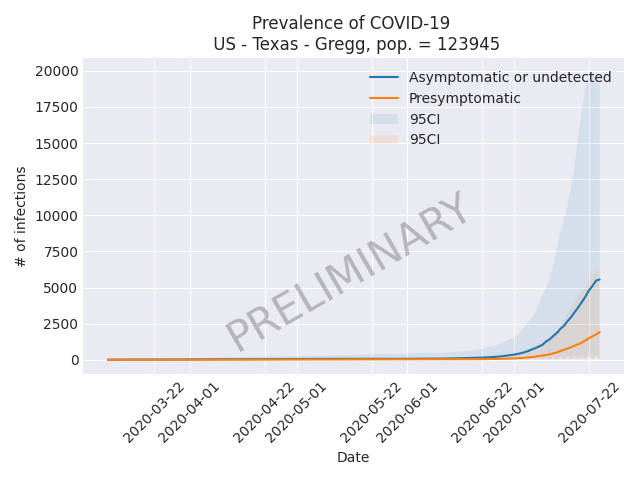 Prevalence of COVID-19
US - Texas - Gregg, pop. = 123945
20000
17500
15000
12500
10000
7500
5000
2500
0
# of infections
Asymptomatic or undetected
Presymptomatic
95CI
95CI
PRELIMINARY
2020-03-22
2020-04-01
2020-04-22
2020-05-01
2020-05-22
2020-06-01
2020-06-22
2020-07-01
2020-07-22
Date